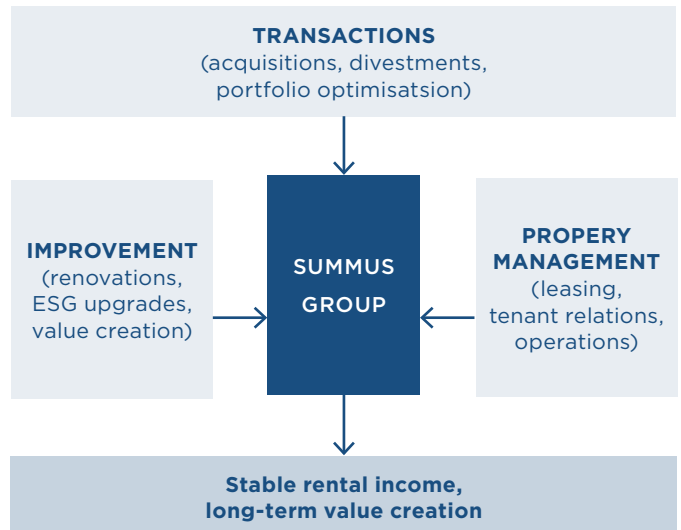 TRANSACTIONS
(acquisitions, divestments,
portfolio optimisatsion)
IMPROVEMENT
(renovations,
ESG upgrades,
value creation)
SUMMUS
GROUP
PROPERY
MANAGEMENT
(leasing,
tenant relations,
operations)
Stable rental income,
long-term value creation